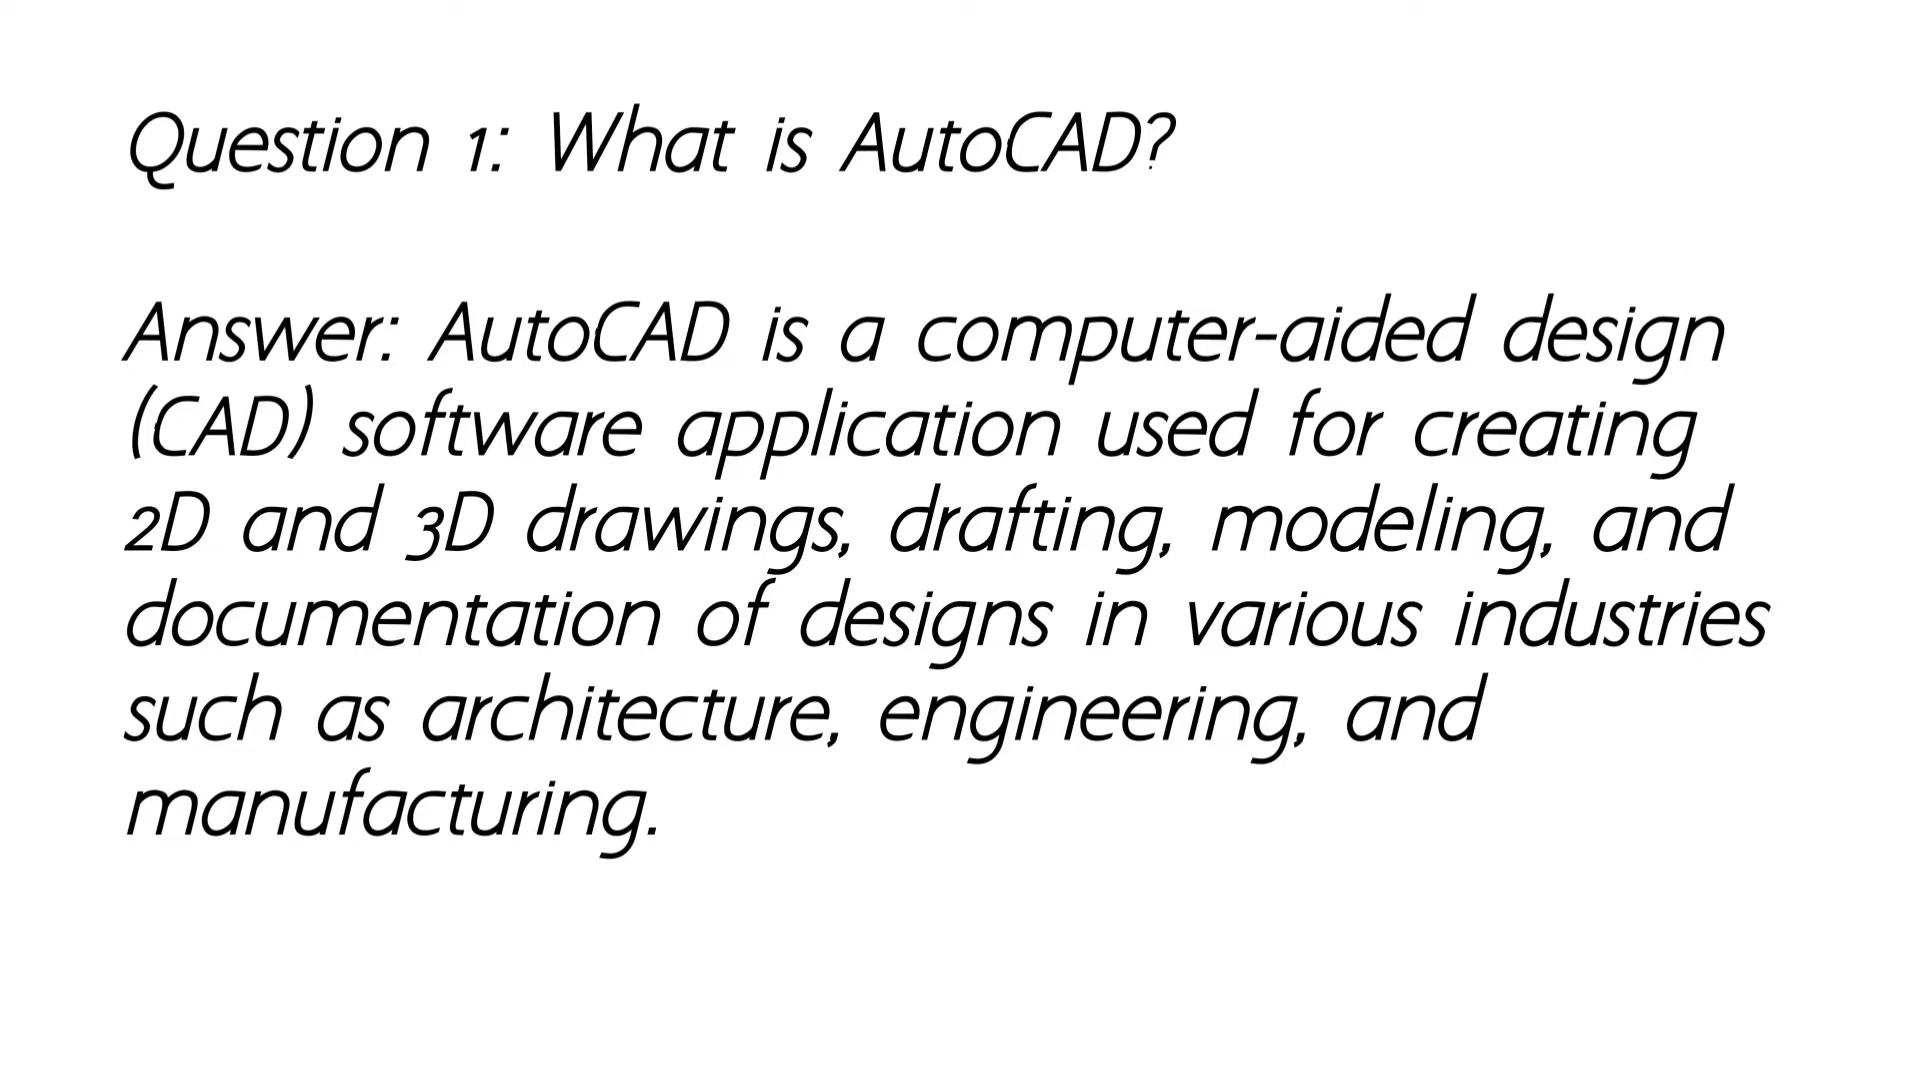 Question 1: What is AutoCAD?
Answer: AutoCAD is a computer-aided design
(CAD) software application used for creating
2D and 3D drawings, drafting, modeling, and
documentation of designs in various industries
such as architecture, engineering, and
manufacturing.